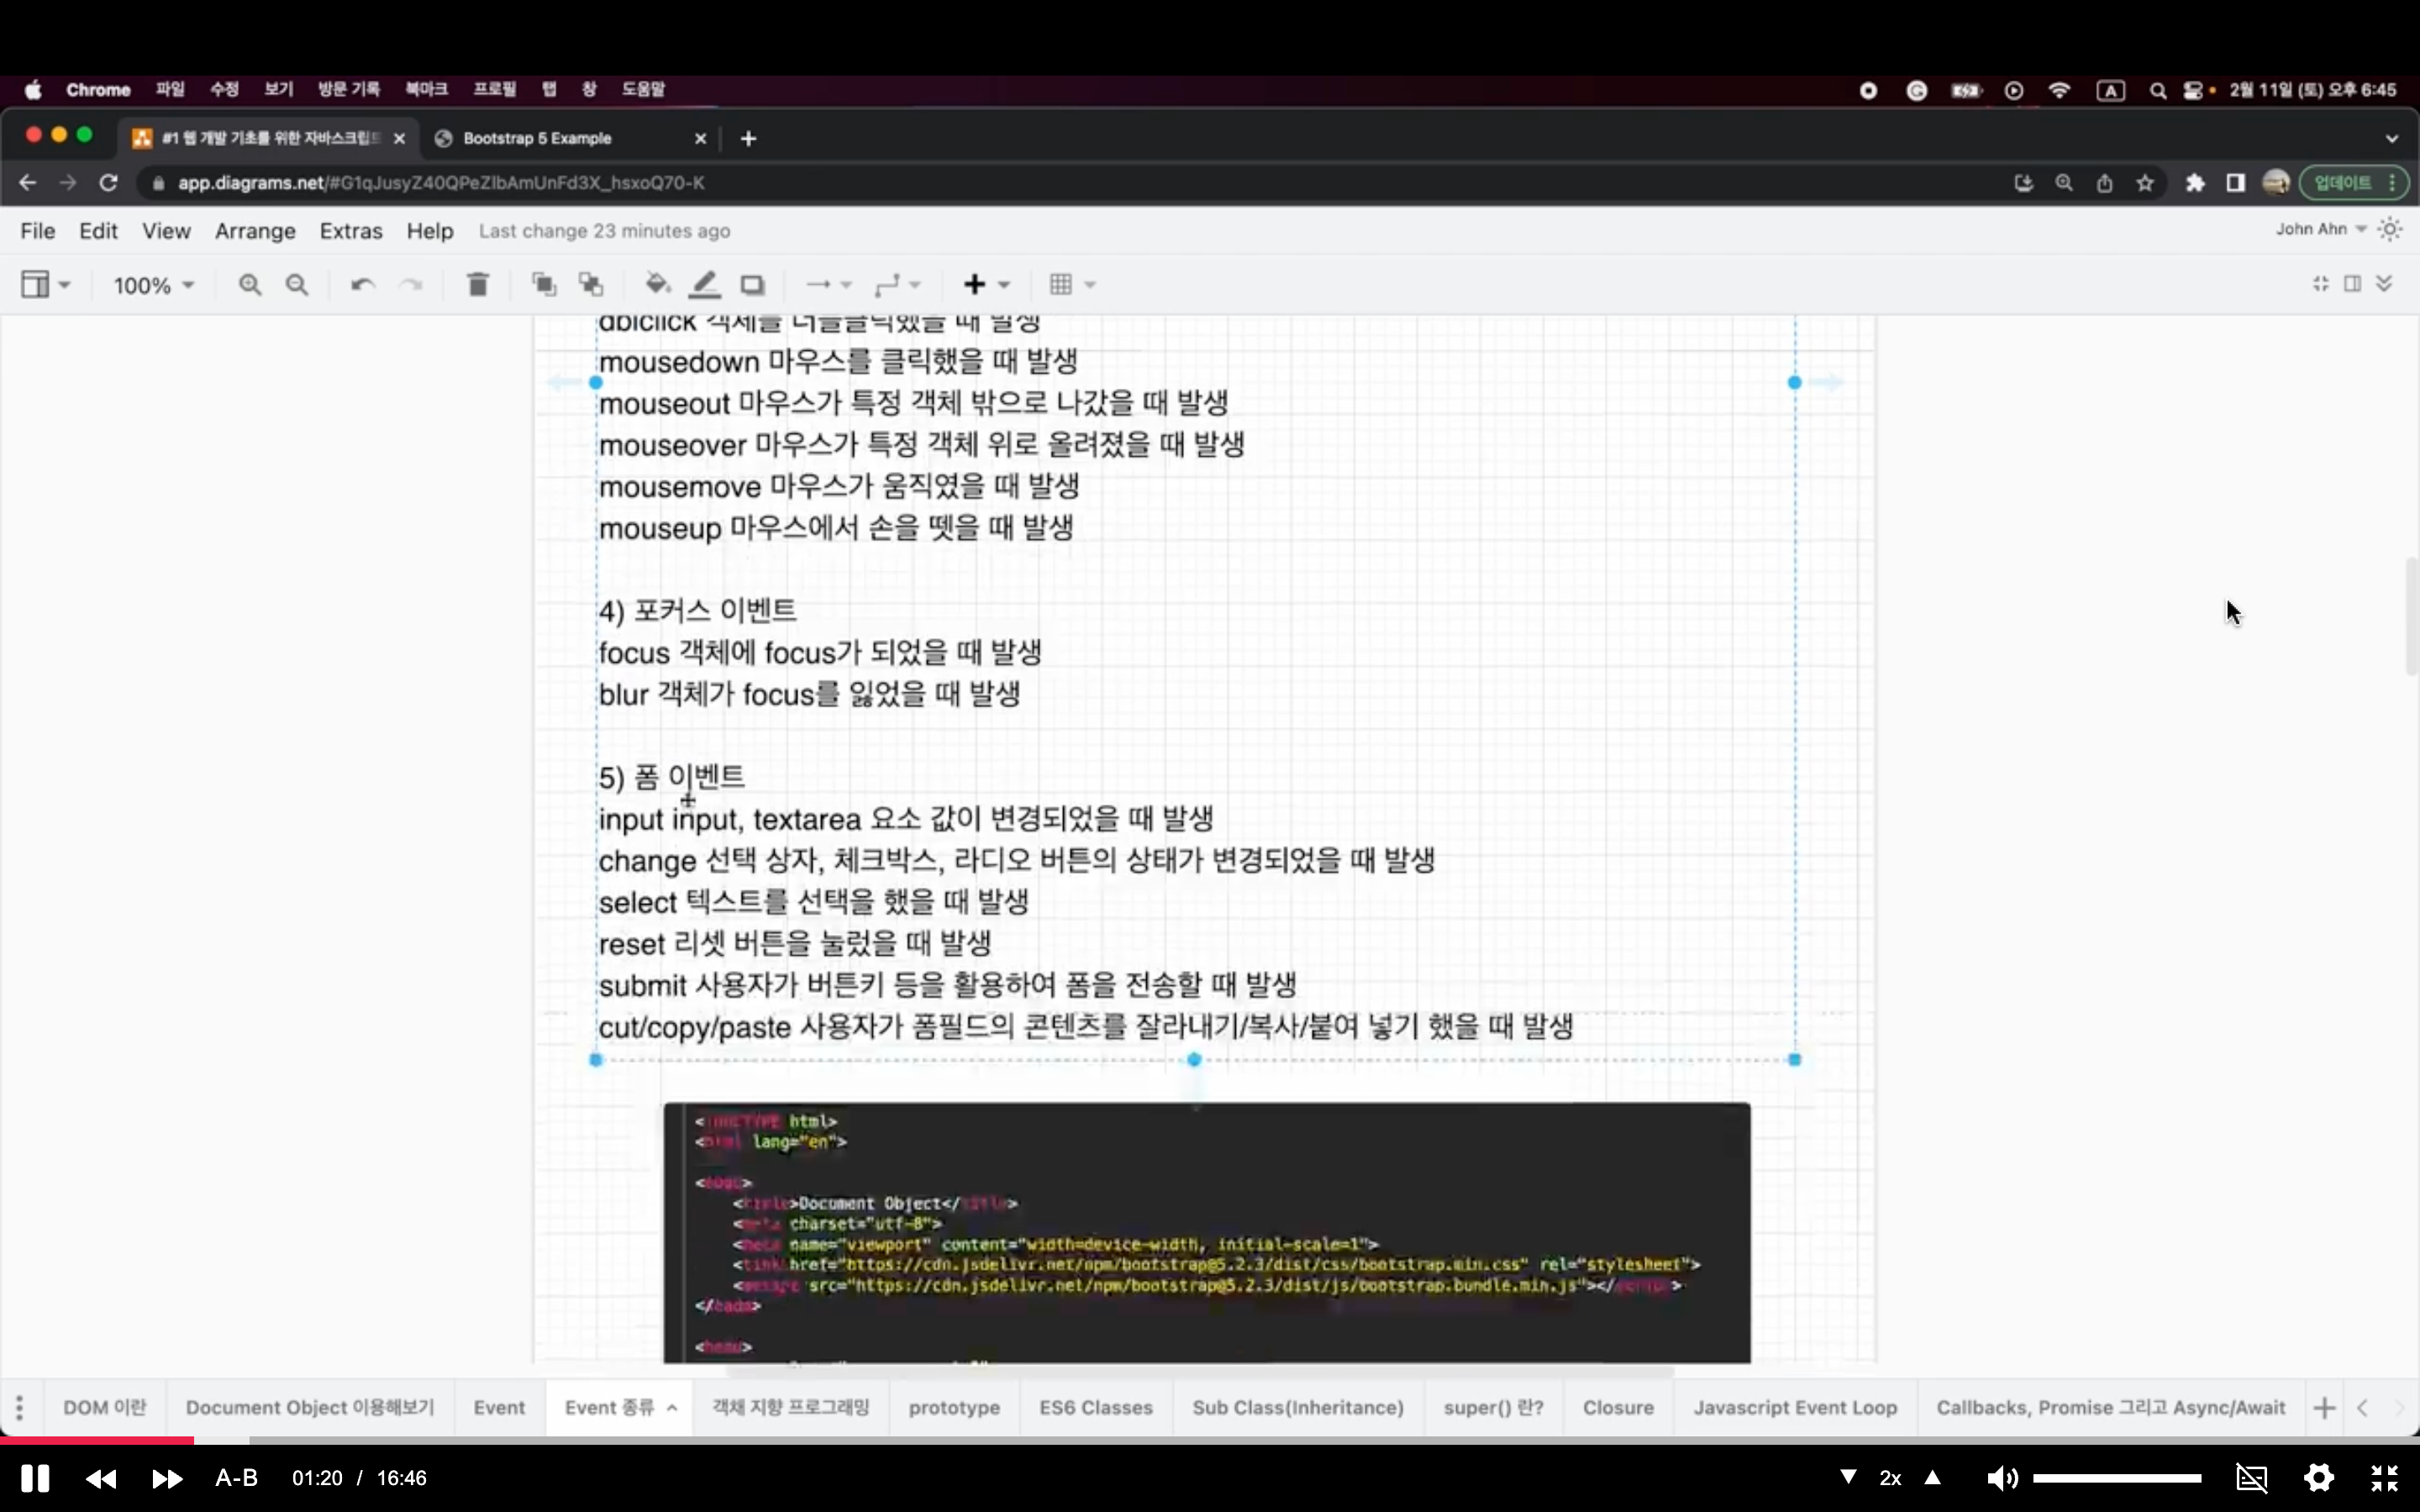 Chrome 파일 수정 보기 방문 기록 북마크 프로필 탭 창 도움말 A 2월 11일 (토) 오후 6:45
#1 웹 개발 기초를 위한 자바스크립트 Bootstrap 5 Example
app.diagrams.net/#G1qJusyZ40QPeZlbAmUnFd3X_hsxoQ70-K 업데이트
File Edit View Arrange Extras Help Last change 23 minutes ago John Ahn
100%
dblclick 객체를 더블클릭했을 때 발생
mousedown 마우스를 클릭했을 때 발생
mouseout 마우스가 특정 객체 밖으로 나갔을 때 발생
mouseover 마우스가 특정 객체 위로 올려졌을 때 발생
mousemove 마우스가 움직였을 때 발생
mouseup 마우스에서 손을 뗏을 때 발생
4) 포커스 이벤트
focus 객체에 focus가 되었을 때 발생
blur 객체가 focus를 잃었을 때 발생
5) 폼 이벤트
input input, textarea 요소 값이 변경되었을 때 발생
change 선택 상자, 체크박스, 라디오 버튼의 상태가 변경되었을 때 발생
select 텍스트를 선택을 했을 때 발생
reset 리셋 버튼을 눌렀을 때 발생
submit 사용자가 버튼키 등을 활용하여 폼을 전송할 때 발생
cut/copy/paste 사용자가 폼필드의 콘텐츠를 잘라내기/복사/붙여 넣기 했을 때 발생
<!DOCTYPE html>
<html lang="en">
<head>
<title>Document Object</title>
<meta charset="utf-8">
<meta name="viewport" content="width=device-width, initial-scale=1">
<link href="https://cdn.jsdelivr.net/npm/bootstrap@5.2.3/dist/css/bootstrap.min.css" rel="stylesheet">
<script src="https://cdn.jsdelivr.net/npm/bootstrap@5.2.3/dist/js/bootstrap.bundle.min.js"></script>
</head>
<body>
DOM 이란 Document Object 이용해보기 Event Event 종류 객체 지향 프로그래밍 prototype ES6 Classes Sub Class(Inheritance) super() 란? Closure Javascript Event Loop Callbacks, Promise 그리고 Async/Await
A-B 01:20 / 16:46 2x